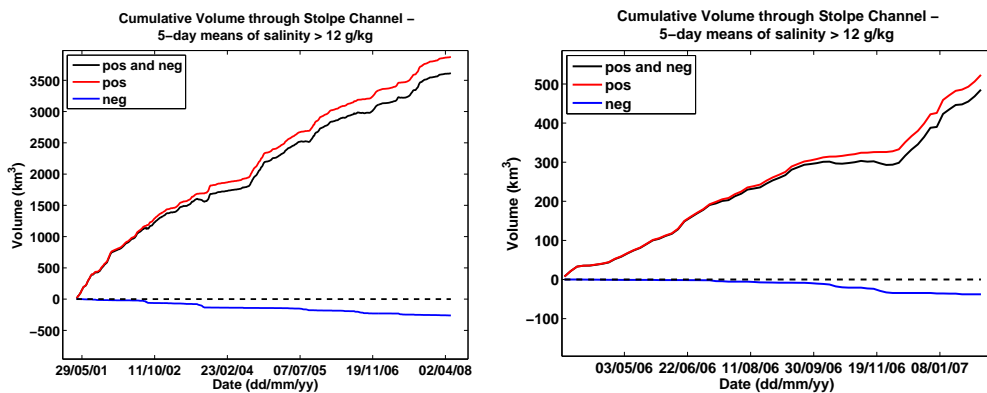 Cumulative Volume through Stolpe Channel –
5–day means of salinity > 12 g/kg
pos and neg
pos
neg
3500
3000
2500
2000
1500
1000
500
0
−500
Volume (km³)
29/05/01 11/10/02 23/02/04 07/07/05 19/11/06 02/04/08
Date (dd/mm/yy)
Cumulative Volume through Stolpe Channel –
5–day means of salinity > 12 g/kg
pos and neg
pos
neg
500
400
300
200
100
0
−100
Volume (km³)
03/05/06 22/06/06 11/08/06 30/09/06 19/11/06 08/01/07
Date (dd/mm/yy)